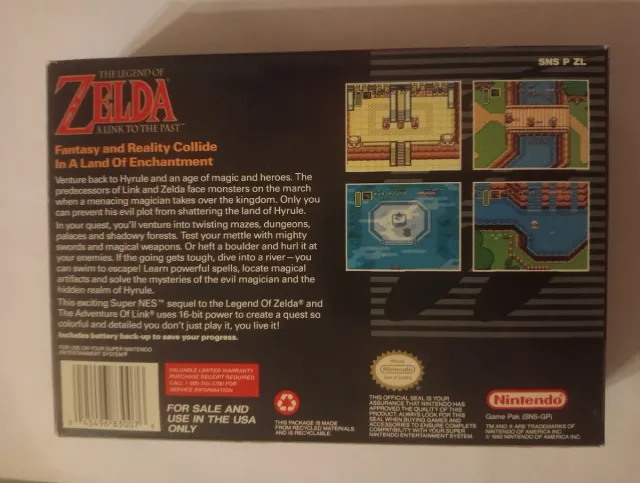 SNS P ZL
THE LEGEND OF
ZELDA
A LINK TO THE PAST™
Fantasy and Reality Collide
In A Land Of Enchantment
Venture back to Hyrule and an age of magic and heroes. The
predecessors of Link and Zelda face monsters on the march
when a menacing magician takes over the kingdom. Only you
can prevent his evil plot from shattering the land of Hyrule.
In your quest, you'll venture into twisting mazes, dungeons,
palaces and shadowy forests. Test your mettle with mighty
swords and magical weapons. Or heft a boulder and hurl it at
your enemies. If the going gets tough, dive into a river—you
can swim to escape! Learn powerful spells, locate magical
artifacts and solve the mysteries of the evil magician and the
hidden realm of Hyrule.
This exciting Super NES™ sequel to the Legend Of Zelda® and
The Adventure Of Link® uses 16-bit power to create a quest so
colorful and detailed you don't just play it, you live it!
Includes battery back-up to save your progress.
FOR USE ON YOUR SUPER NINTENDO
ENTERTAINMENT SYSTEM®
VALUABLE LIMITED WARRANTY
PURCHASE RECEIPT REQUIRED
CALL 1-800-255-3700 FOR
SERVICE INFORMATION
FOR SALE AND
USE IN THE USA
ONLY
THIS PACKAGE IS MADE
FROM RECYCLED MATERIALS
AND IS RECYCLABLE.
Nintendo
THIS OFFICIAL SEAL IS YOUR
ASSURANCE THAT NINTENDO HAS
APPROVED THE QUALITY OF THIS
PRODUCT. ALWAYS LOOK FOR THIS
SEAL WHEN BUYING GAMES AND
ACCESSORIES TO ENSURE COMPLETE
COMPATIBILITY WITH YOUR SUPER
NINTENDO ENTERTAINMENT SYSTEM.
Nintendo
Game Pak (SNS-GP)
TM AND ® ARE TRADEMARKS OF
NINTENDO OF AMERICA INC.
© 1992 NINTENDO OF AMERICA INC.